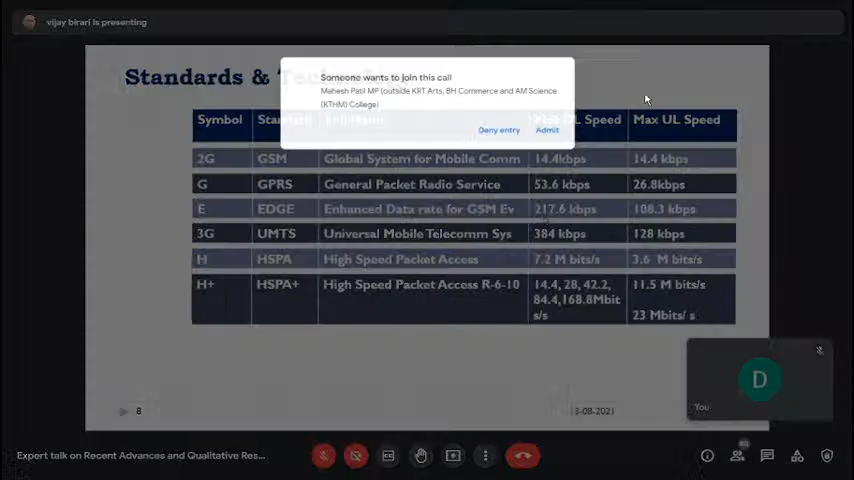 vijay birari is presenting
Standards & Te
Someone wants to join this call
Mahesh Patil MP (outside KRT Arts, BH Commerce and AM Science
(KTHM) College)
Deny entry Admit
Symbol DL Speed Max UL Speed
2G GSM Global System for Mobile Comm 14.4kbps 14.4 kbps
G GPRS General Packet Radio Service 53.6 kbps 26.8kbps
E EDGE Enhanced Data rate for GSM Ev 217.6 kbps 108.3 kbps
3G UMTS Universal Mobile Telecomm Sys 384 kbps 128 kbps
H HSPA High Speed Packet Access 7.2 M bits/s 3.6 M bits/s
H+ HSPA+ High Speed Packet Access R-6-10 14.4, 28, 42.2, 11.5 M bits/s
84.4,168.8Mbit
s/s 23 Mbits/ s
D
You
8 3-08-2021
Expert talk on Recent Advances and Qualitative Res...